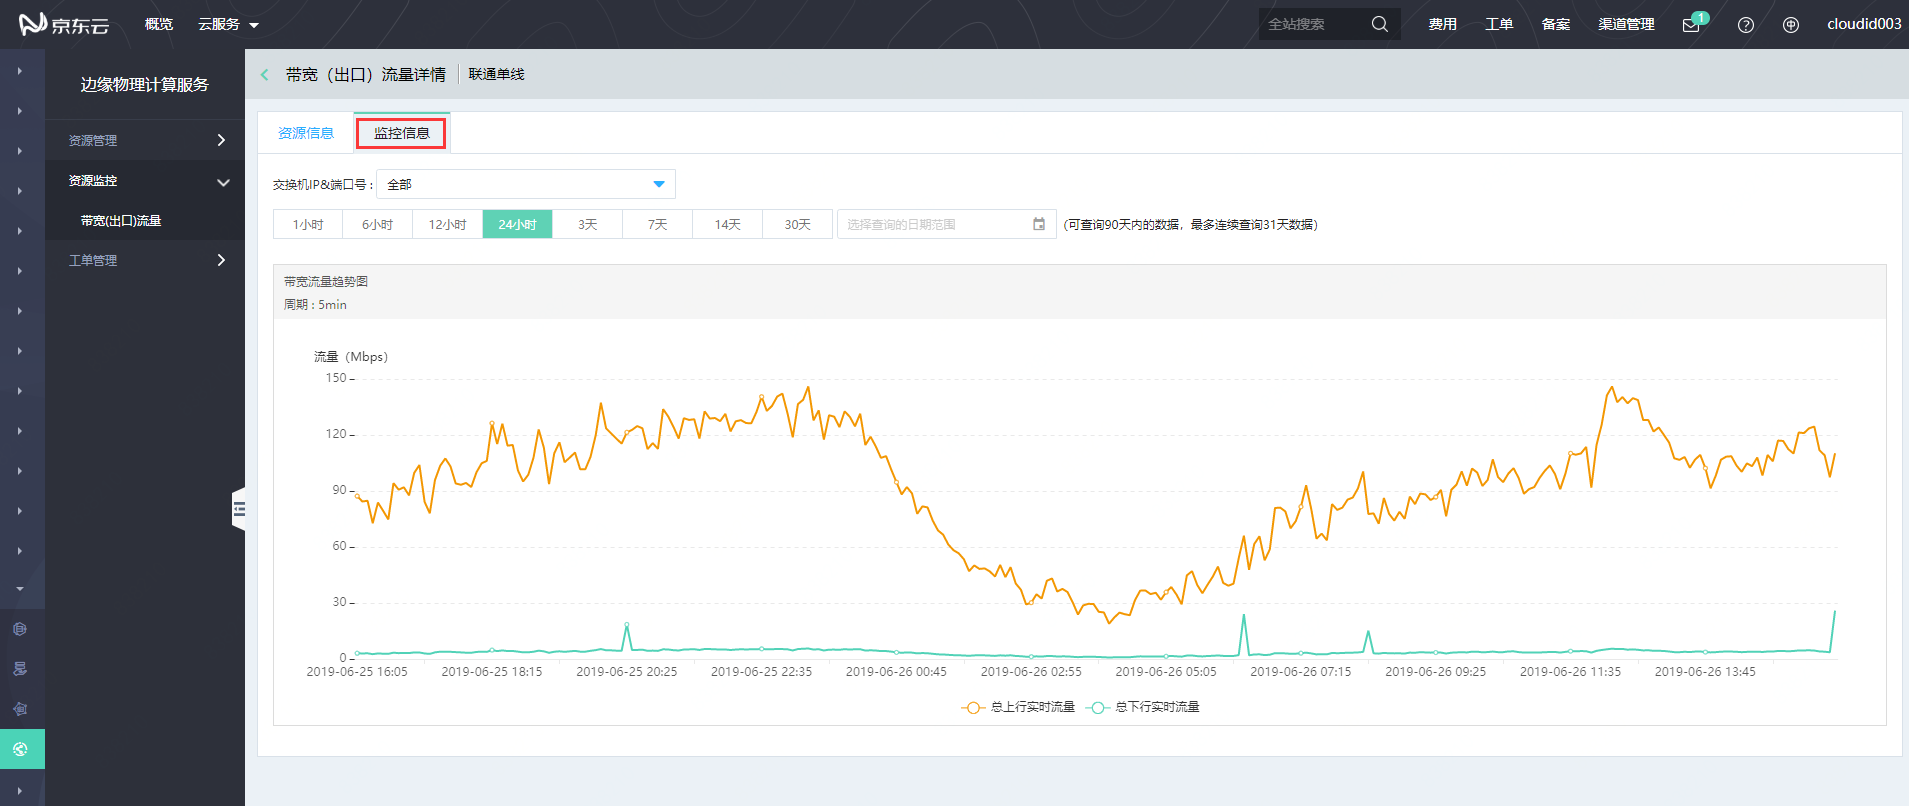 京东云 概览 云服务 全站搜索 费用 工单 备案 渠道管理 1 cloudid003
边缘物理计算服务
资源管理
资源监控
带宽(出口)流量
工单管理
带宽（出口）流量详情 联通单线
资源信息 监控信息
交换机IP&端口号 : 全部
1小时 6小时 12小时 24小时 3天 7天 14天 30天 选择查询的日期范围 (可查询90天内的数据，最多连续查询31天数据)
带宽流量趋势图
周期 : 5min
流量（Mbps）
150
120
90
60
30
0
2019-06-25 16:05 2019-06-25 18:15 2019-06-25 20:25 2019-06-25 22:35 2019-06-26 00:45 2019-06-26 02:55 2019-06-26 05:05 2019-06-26 07:15 2019-06-26 09:25 2019-06-26 11:35 2019-06-26 13:45
总上行实时流量 总下行实时流量